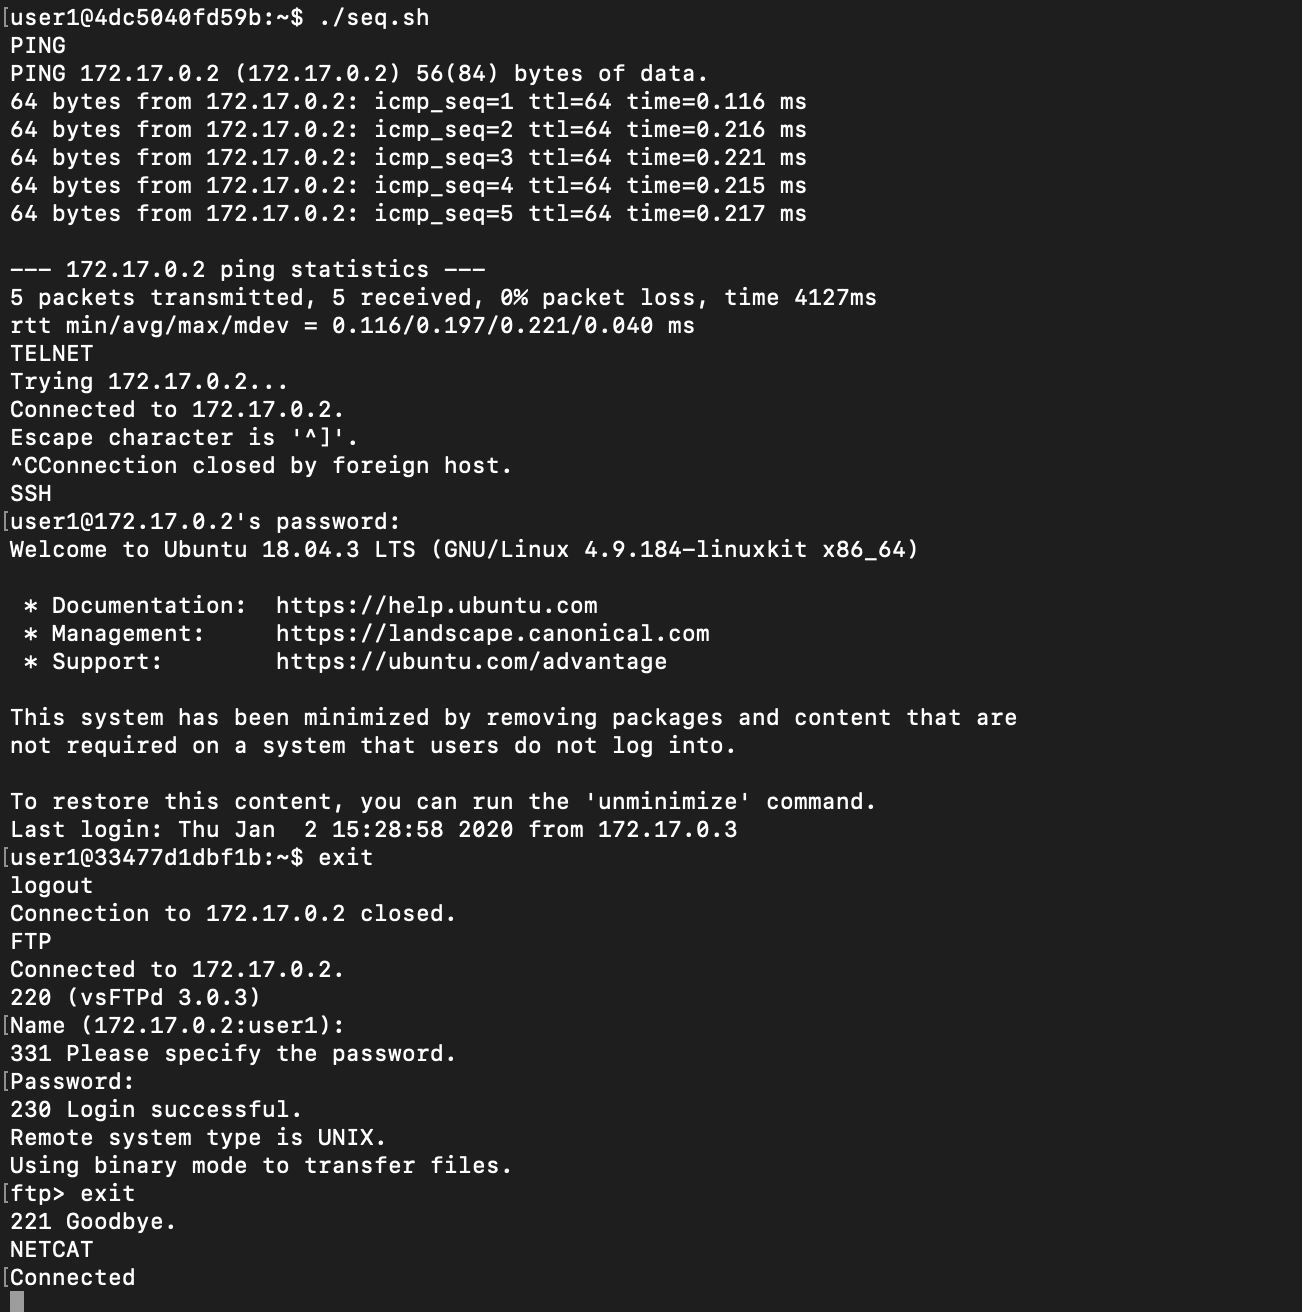 [user1@4dc5040fd59b:~$ ./seq.sh
PING
PING 172.17.0.2 (172.17.0.2) 56(84) bytes of data.
64 bytes from 172.17.0.2: icmp_seq=1 ttl=64 time=0.116 ms
64 bytes from 172.17.0.2: icmp_seq=2 ttl=64 time=0.216 ms
64 bytes from 172.17.0.2: icmp_seq=3 ttl=64 time=0.221 ms
64 bytes from 172.17.0.2: icmp_seq=4 ttl=64 time=0.215 ms
64 bytes from 172.17.0.2: icmp_seq=5 ttl=64 time=0.217 ms

--- 172.17.0.2 ping statistics ---
5 packets transmitted, 5 received, 0% packet loss, time 4127ms
rtt min/avg/max/mdev = 0.116/0.197/0.221/0.040 ms
TELNET
Trying 172.17.0.2...
Connected to 172.17.0.2.
Escape character is '^]'.
^CConnection closed by foreign host.
SSH
[user1@172.17.0.2's password:
Welcome to Ubuntu 18.04.3 LTS (GNU/Linux 4.9.184-linuxkit x86_64)

 * Documentation:  https://help.ubuntu.com
 * Management:     https://landscape.canonical.com
 * Support:        https://ubuntu.com/advantage

This system has been minimized by removing packages and content that are
not required on a system that users do not log into.

To restore this content, you can run the 'unminimize' command.
Last login: Thu Jan  2 15:28:58 2020 from 172.17.0.3
[user1@33477d1dbf1b:~$ exit
logout
Connection to 172.17.0.2 closed.
FTP
Connected to 172.17.0.2.
220 (vsFTPd 3.0.3)
[Name (172.17.0.2:user1):
331 Please specify the password.
[Password:
230 Login successful.
Remote system type is UNIX.
Using binary mode to transfer files.
[ftp> exit
221 Goodbye.
NETCAT
[Connected